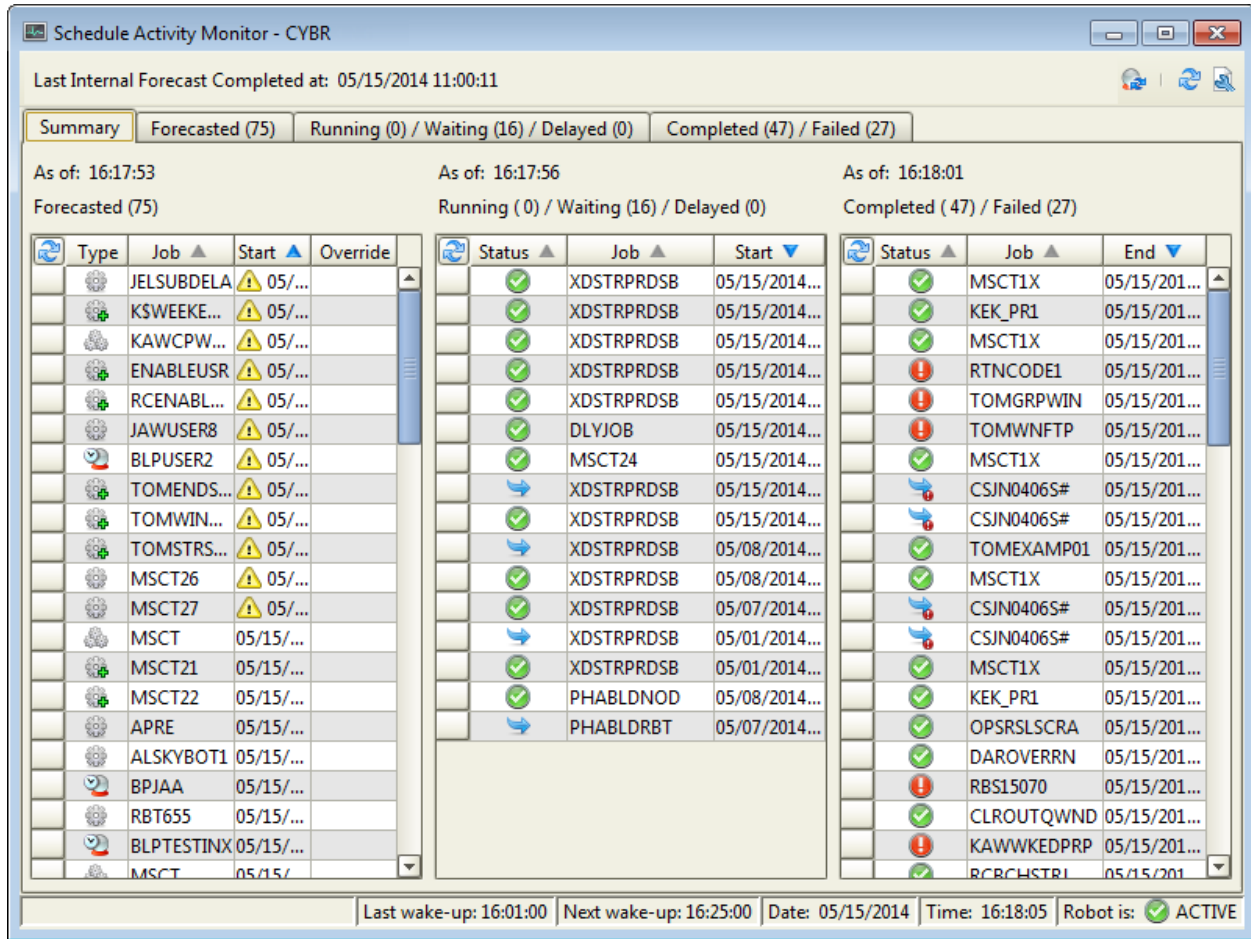 Schedule Activity Monitor - CYBR
Last Internal Forecast Completed at: 05/15/2014 11:00:11
Summary Forecasted (75) Running (0) / Waiting (16) / Delayed (0) Completed (47) / Failed (27)
As of: 16:17:53 As of: 16:17:56 As of: 16:18:01
Forecasted (75) Running ( 0) / Waiting (16) / Delayed (0) Completed ( 47) / Failed (27)
Type Job Start Override Status Job Start Status Job End
JELSUBDELA 05/... XDSTRPRDSB 05/15/2014... MSCT1X 05/15/201...
K$WEEKE... 05/... XDSTRPRDSB 05/15/2014... KEK_PR1 05/15/201...
KAWCPW... 05/... XDSTRPRDSB 05/15/2014... MSCT1X 05/15/201...
ENABLEUSR 05/... XDSTRPRDSB 05/15/2014... RTNCODE1 05/15/201...
RCENABL... 05/... XDSTRPRDSB 05/15/2014... TOMGRPWIN 05/15/201...
JAWUSER8 05/... DLYJOB 05/15/2014... TOMWNFTP 05/15/201...
BLPUSER2 05/... MSCT24 05/15/2014... MSCT1X 05/15/201...
TOMENDS... 05/... XDSTRPRDSB 05/15/2014... CSJN0406S# 05/15/201...
TOMWIN... 05/... XDSTRPRDSB 05/15/2014... CSJN0406S# 05/15/201...
TOMSTRS... 05/... XDSTRPRDSB 05/08/2014... TOMEXAMP01 05/15/201...
MSCT26 05/... XDSTRPRDSB 05/08/2014... MSCT1X 05/15/201...
MSCT27 05/... XDSTRPRDSB 05/07/2014... CSJN0406S# 05/15/201...
MSCT 05/15/... XDSTRPRDSB 05/01/2014... CSJN0406S# 05/15/201...
MSCT21 05/15/... XDSTRPRDSB 05/01/2014... MSCT1X 05/15/201...
MSCT22 05/15/... PHABLDNOD 05/08/2014... KEK_PR1 05/15/201...
APRE 05/15/... PHABLDRBT 05/07/2014... OPSRSLSCRA 05/15/201...
ALSKYBOT1 05/15/... DAROVERRN 05/15/201...
BPJAA 05/15/... RBS15070 05/15/201...
RBT655 05/15/... CLROUTQWND 05/15/201...
BLPTESTINX 05/15/... KAWWKEDPRP 05/15/201...
MSCT 05/15/ 05/15/201
Last wake-up: 16:01:00 Next wake-up: 16:25:00 Date: 05/15/2014 Time: 16:18:05 Robot is: ACTIVE